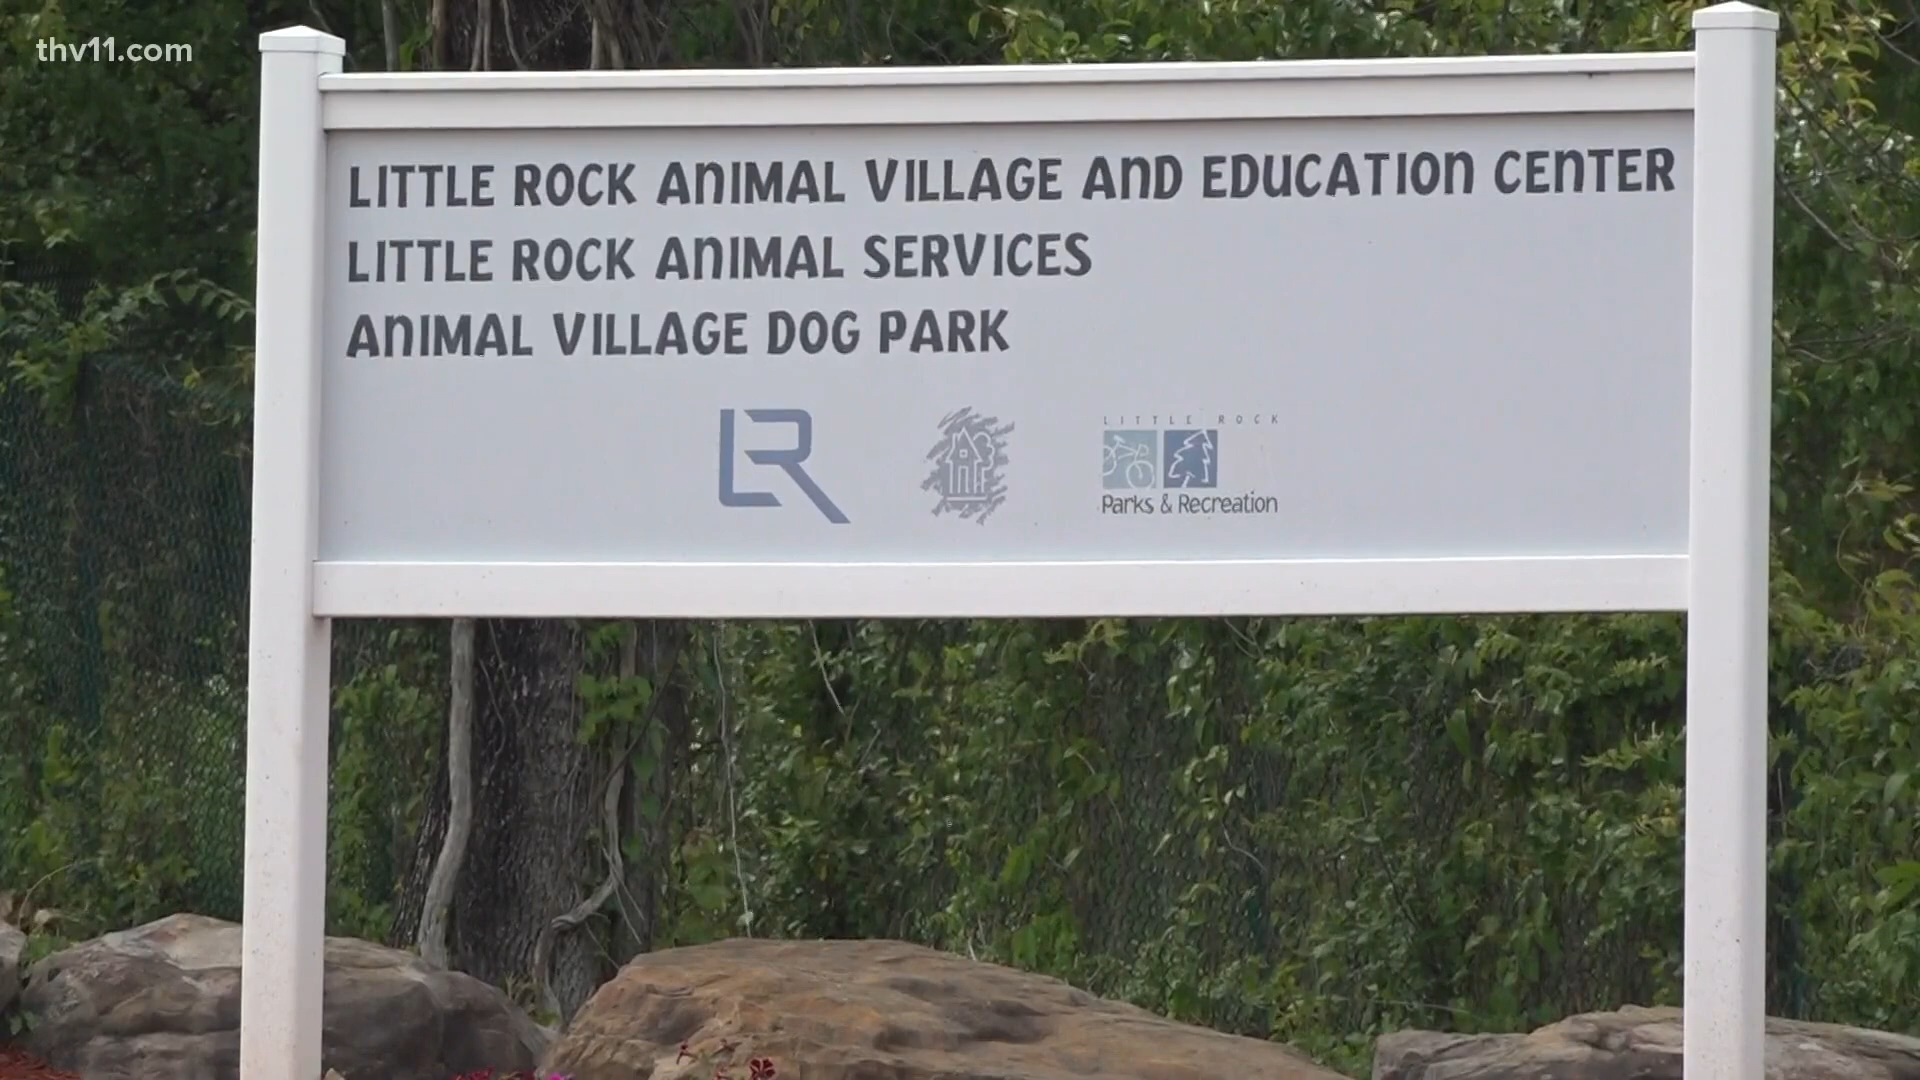 thv11.com
LITTLE ROCK ANIMAL VILLAGE AND EDUCATION CENTER
LITTLE ROCK ANIMAL SERVICES
ANIMAL VILLAGE DOG PARK
LR
LITTLE ROCK
Parks & Recreation